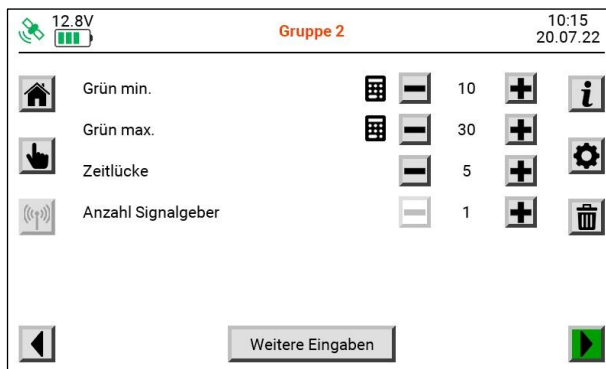 12.8V
Gruppe 2
10:15
20.07.22
Grün min. 10
Grün max. 30
Zeitlücke 5
Anzahl Signalgeber 1
Weitere Eingaben